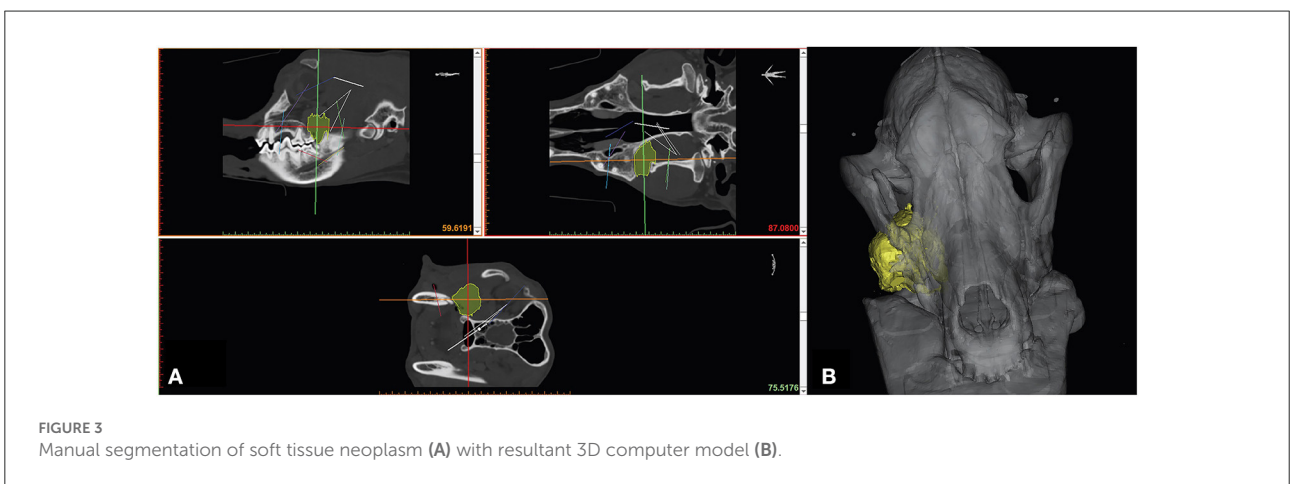 59.6191
87.0800
75.5176
A
B
FIGURE 3
Manual segmentation of soft tissue neoplasm (A) with resultant 3D computer model (B).